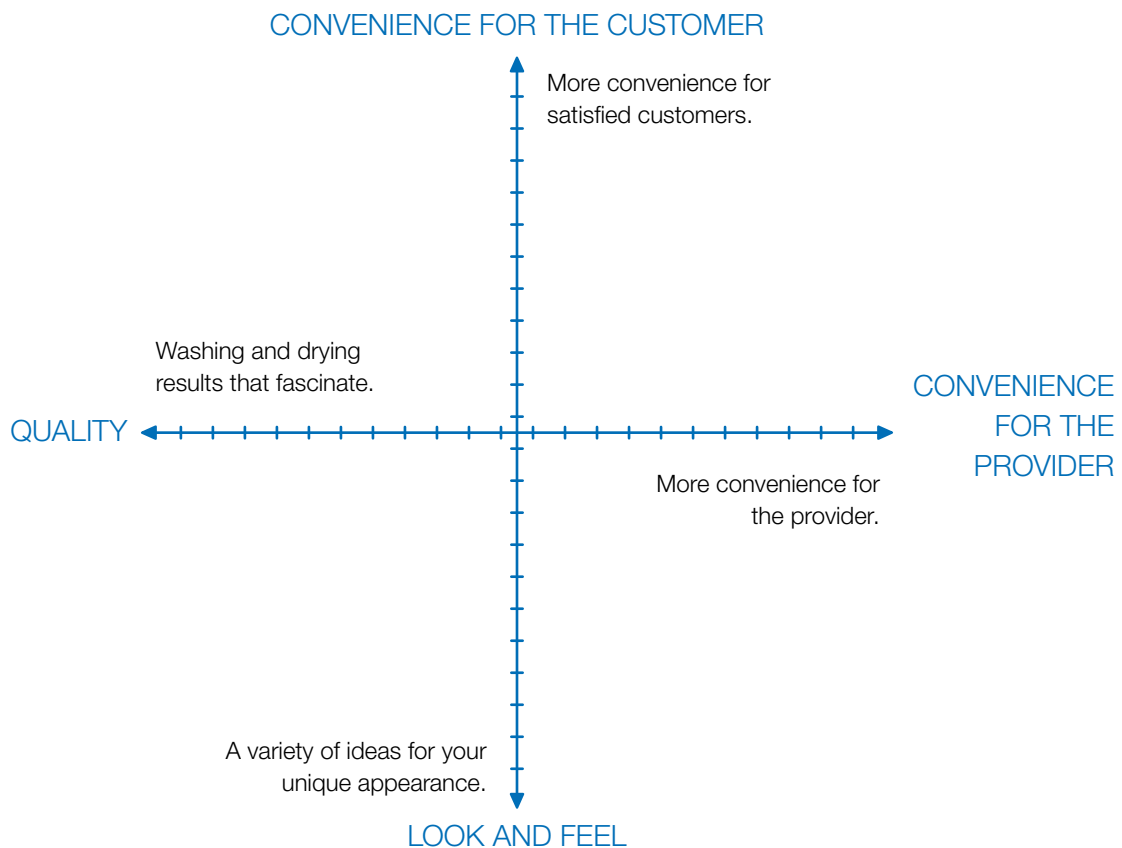 CONVENIENCE FOR THE CUSTOMER
More convenience for
satisfied customers.
Washing and drying
results that fascinate.
QUALITY
CONVENIENCE
FOR THE
PROVIDER
More convenience for
the provider.
A variety of ideas for your
unique appearance.
LOOK AND FEEL